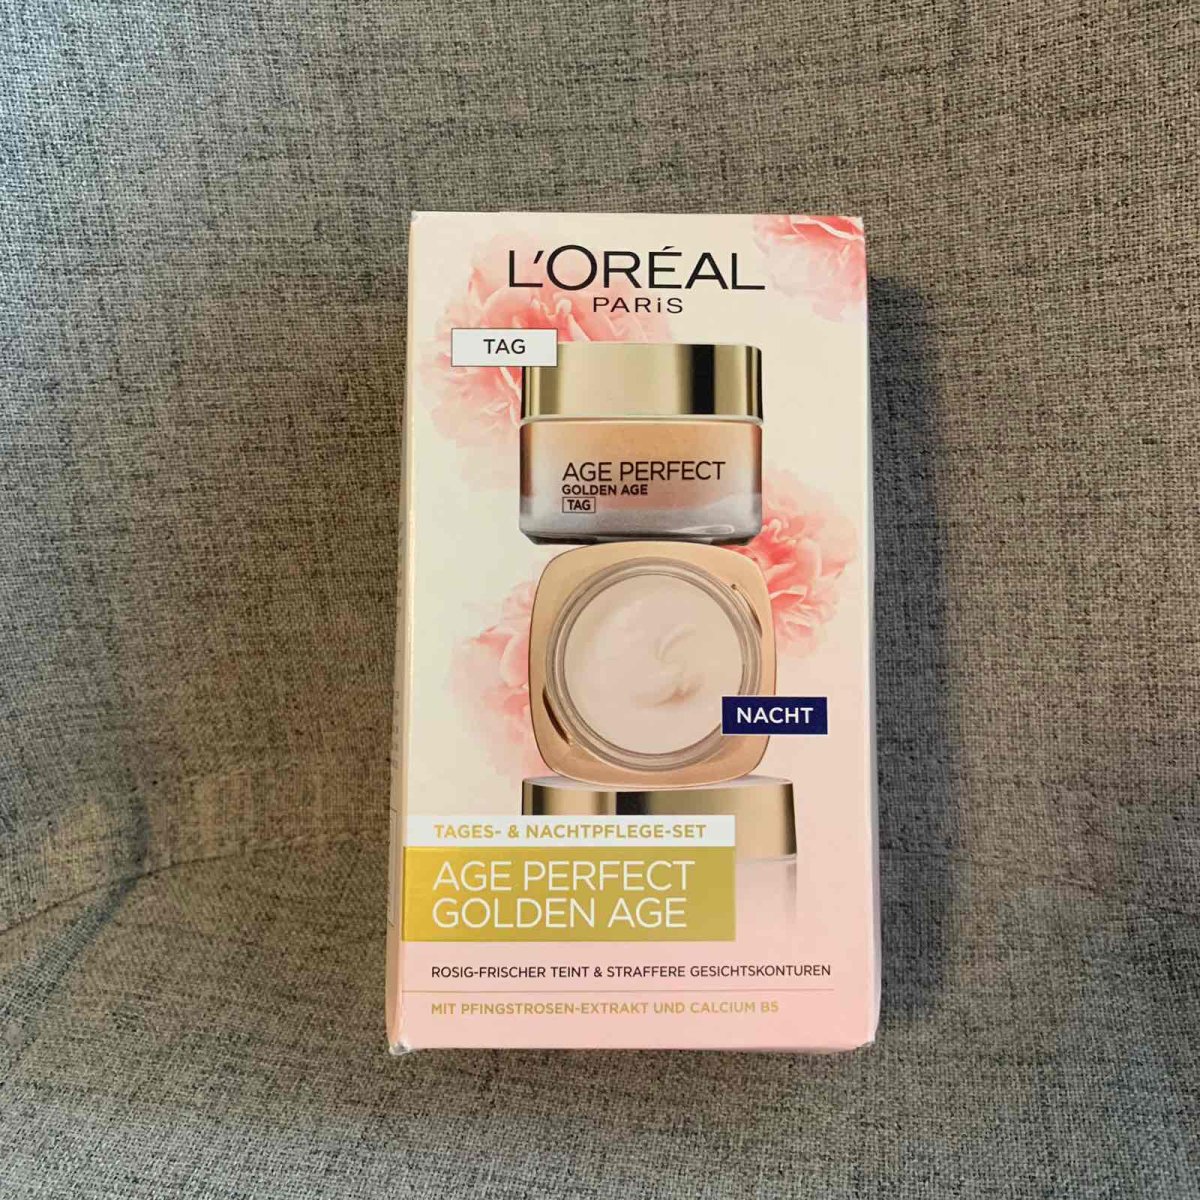 L'ORÉAL
PARiS
TAG
AGE PERFECT
GOLDEN AGE
TAG
NACHT
TAGES- & NACHTPFLEGE-SET
AGE PERFECT
GOLDEN AGE
ROSIG-FRISCHER TEINT & STRAFFERE GESICHTSKONTUREN
MIT PFINGSTROSEN-EXTRAKT UND CALCIUM B5